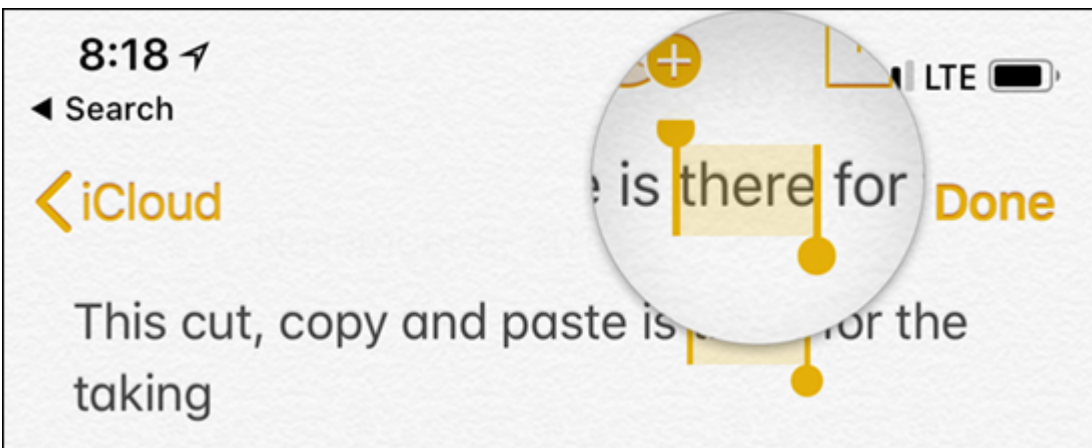 8:18
LTE
Search
iCloud
is there for
Done
This cut, copy and paste is for the
taking